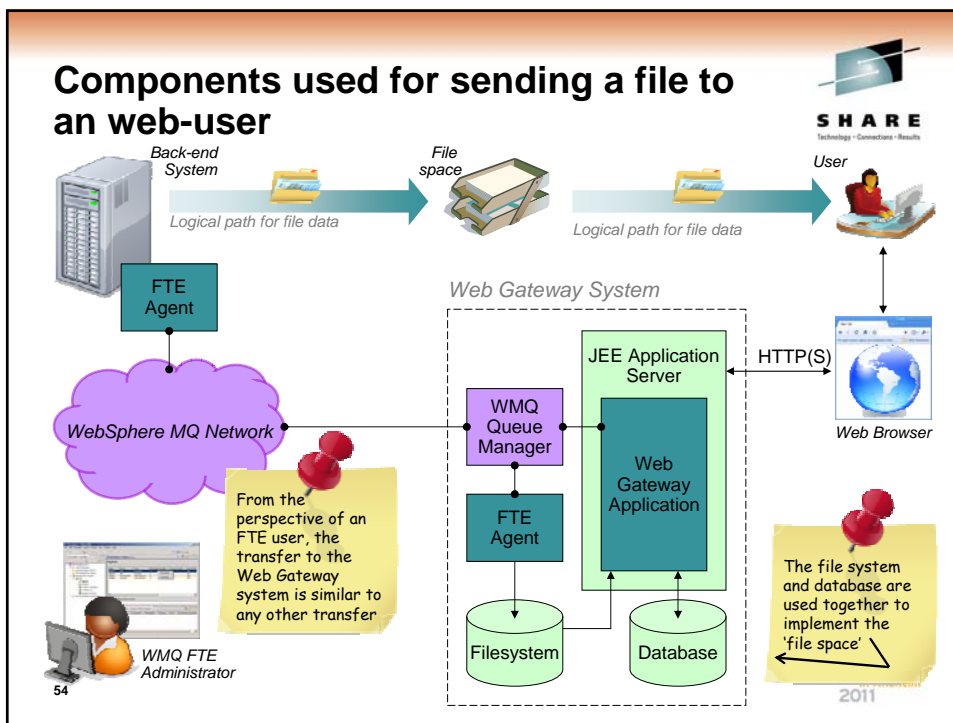 Components used for sending a file to
an web-user
SHARE
Technology · Connections · Results
Back-end
System
File
space
User
Logical path for file data
Logical path for file data
FTE
Agent
Web Gateway System
JEE Application
Server
HTTP(S)
WebSphere MQ Network
WMQ
Queue
Manager
Web Browser
Web
Gateway
Application
From the
perspective of an
FTE user, the
transfer to the
Web Gateway
system is similar to
any other transfer
FTE
Agent
The file system
and database are
used together to
implement the
‘file space’
Filesystem
Database
WMQ FTE
Administrator
54
2011